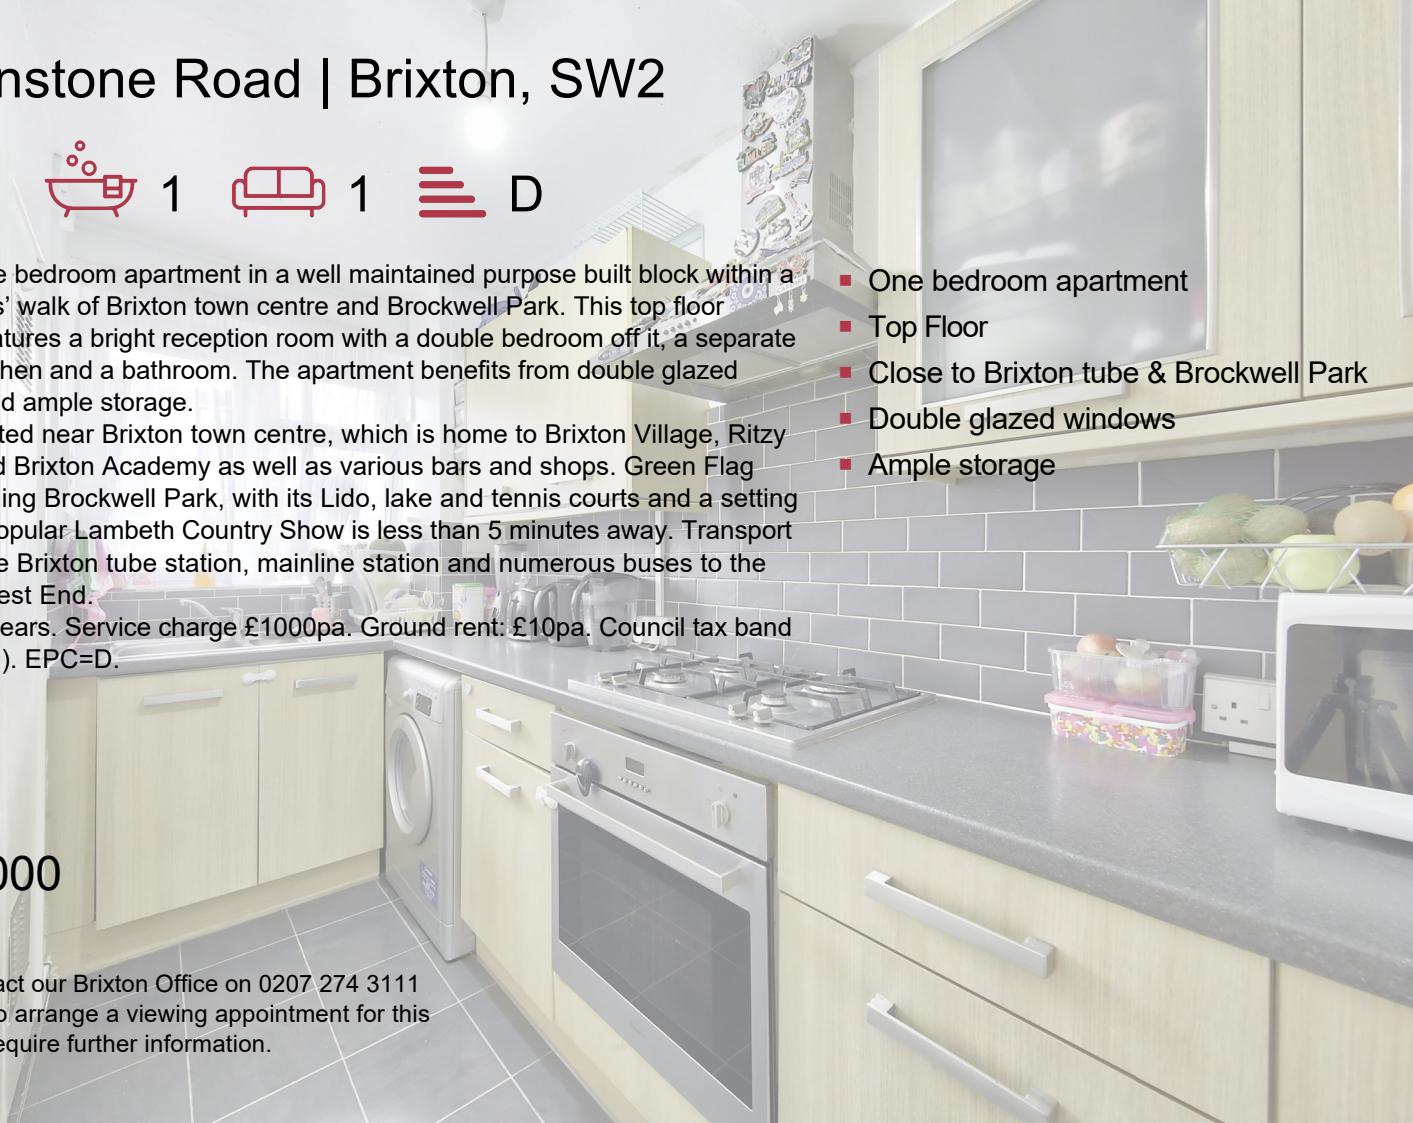 nstone Road | Brixton, SW2
1 1 D
e bedroom apartment in a well maintained purpose built block within a
s’ walk of Brixton town centre and Brockwell Park. This top floor
atures a bright reception room with a double bedroom off it, a separate
hen and a bathroom. The apartment benefits from double glazed
d ample storage.
ted near Brixton town centre, which is home to Brixton Village, Ritzy
d Brixton Academy as well as various bars and shops. Green Flag
ling Brockwell Park, with its Lido, lake and tennis courts and a setting
opular Lambeth Country Show is less than 5 minutes away. Transport
e Brixton tube station, mainline station and numerous buses to the
est End.
ears. Service charge £1000pa. Ground rent: £10pa. Council tax band
). EPC=D.
One bedroom apartment
Top Floor
Close to Brixton tube & Brockwell Park
Double glazed windows
Ample storage
000
act our Brixton Office on 0207 274 3111
o arrange a viewing appointment for this
equire further information.